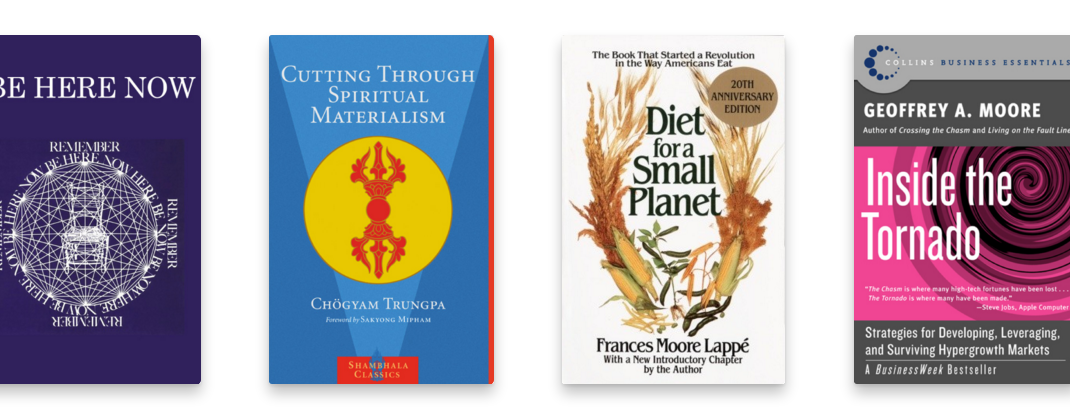 BE HERE NOW
REMEMBER
BE HERE NOW
REMEMBER
REMEMBER
CUTTING THROUGH
SPIRITUAL
MATERIALISM
CHÖGYAM TRUNGPA
Foreword by SAKYONG MIPHAM
SHAMBHALA
CLASSICS
The Book That Started a Revolution
in the Way Americans Eat
20TH
ANNIVERSARY
EDITION
Diet
for a
Small
Planet
Frances Moore Lappé
With a New Introductory Chapter
by the Author
COLLINS BUSINESS ESSENTIALS
GEOFFREY A. MOORE
Author of Crossing the Chasm and Living on the Fault Line
Inside the
Tornado
"The Chasm is where many high-tech fortunes have been lost . . .
The Tornado is where many have been made."
—Steve Jobs, Apple Computer
Strategies for Developing, Leveraging,
and Surviving Hypergrowth Markets
A BusinessWeek Bestseller